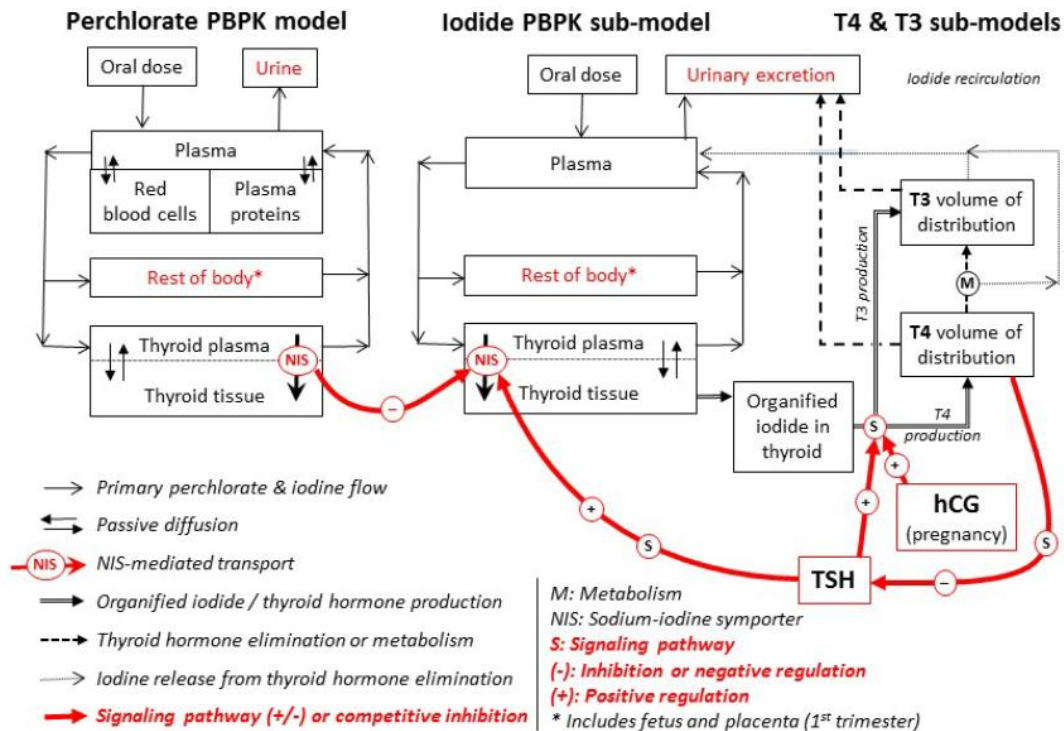 Perchlorate PBPK model
Iodide PBPK sub-model
T4 & T3 sub-models
Oral dose
Urine
Plasma
Red
blood cells
Plasma
proteins
Rest of body*
Thyroid plasma
NIS
Thyroid tissue
−
Oral dose
Urinary excretion
Plasma
Rest of body*
Thyroid plasma
NIS
Thyroid tissue
Organified
iodide in
thyroid
Iodide recirculation
T3 volume of
distribution
T3 production
M
T4 volume of
distribution
S
T4
production
+
+
hCG
(pregnancy)
+
S
TSH
−
S
Primary perchlorate & iodine flow
Passive diffusion
NIS
NIS-mediated transport
Organified iodide / thyroid hormone production
Thyroid hormone elimination or metabolism
Iodine release from thyroid hormone elimination
Signaling pathway (+/-) or competitive inhibition
M: Metabolism
NIS: Sodium-iodine symporter
S: Signaling pathway
(-): Inhibition or negative regulation
(+): Positive regulation
* Includes fetus and placenta (1st trimester)